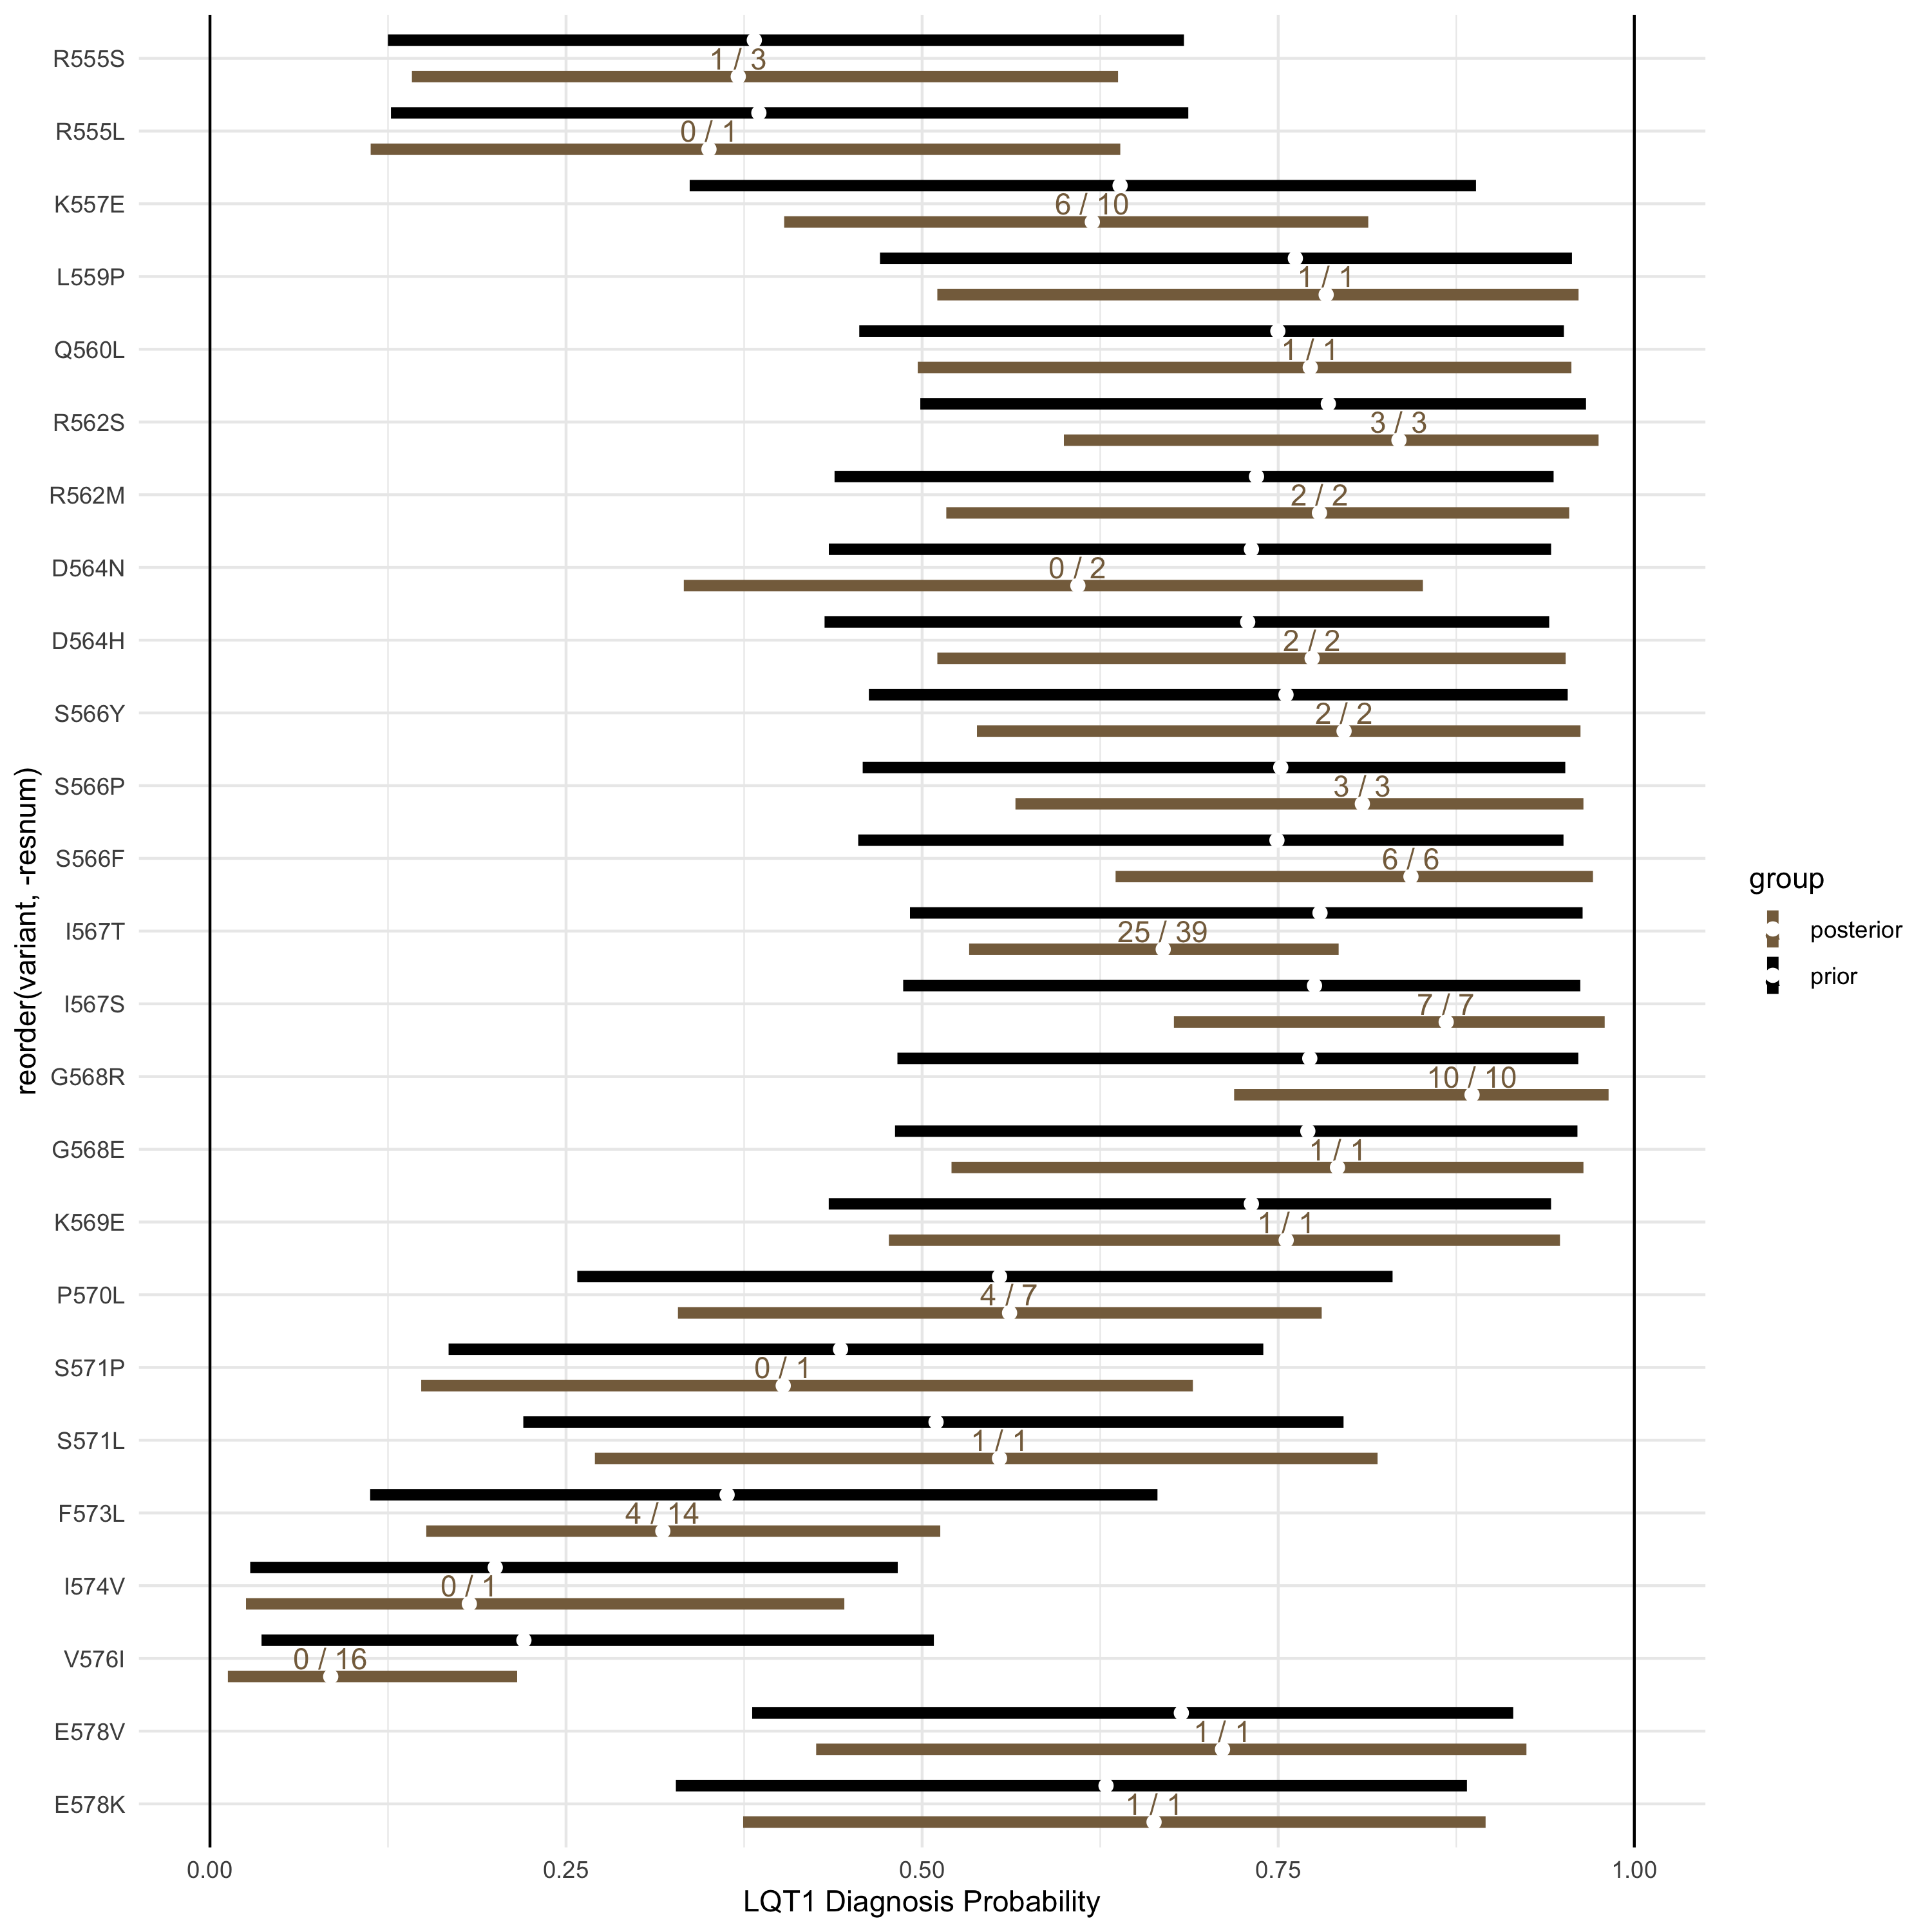 R555S
1 / 3
R555L
0 / 1
K557E
6 / 10
L559P
1 / 1
Q560L
1 / 1
R562S
3 / 3
R562M
2 / 2
D564N
0 / 2
D564H
2 / 2
S566Y
2 / 2
S566P
3 / 3
S566F
6 / 6
I567T
25 / 39
I567S
7 / 7
G568R
10 / 10
G568E
1 / 1
K569E
1 / 1
P570L
4 / 7
S571P
0 / 1
S571L
1 / 1
F573L
4 / 14
I574V
0 / 1
V576I
0 / 16
E578V
1 / 1
E578K
1 / 1
reorder(variant, -resnum)
0.00 0.25 0.50 0.75 1.00
LQT1 Diagnosis Probability
group
posterior
prior